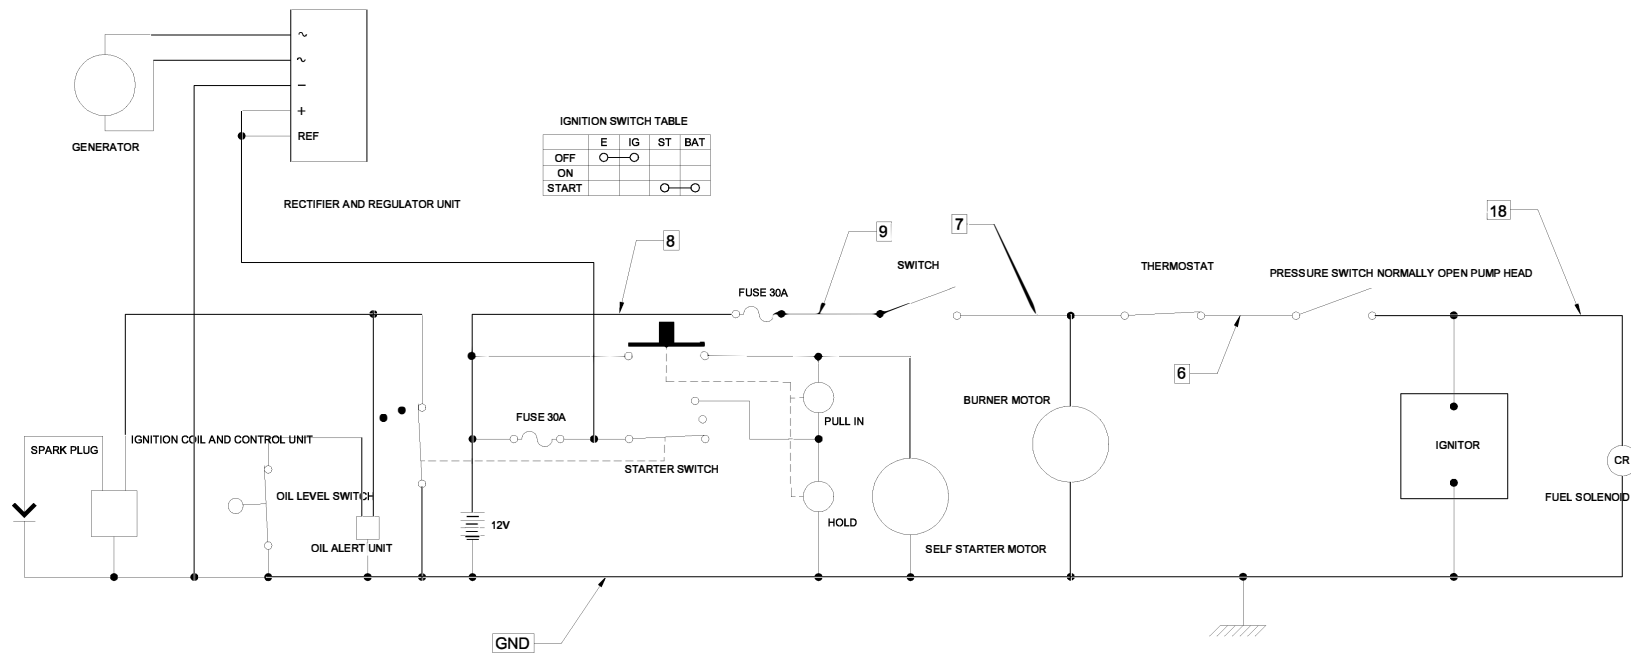 ~
~
–
+
REF
GENERATOR
RECTIFIER AND REGULATOR UNIT
IGNITION SWITCH TABLE
E IG ST BAT
OFF
ON
START
18
7
9
8
SWITCH
THERMOSTAT
PRESSURE SWITCH NORMALLY OPEN PUMP HEAD
FUSE 30A
6
BURNER MOTOR
FUSE 30A
PULL IN
IGNITION COIL AND CONTROL UNIT
SPARK PLUG
IGNITOR
CR
STARTER SWITCH
OIL LEVEL SWITCH
FUEL SOLENOID
12V
HOLD
OIL ALERT UNIT
SELF STARTER MOTOR
GND